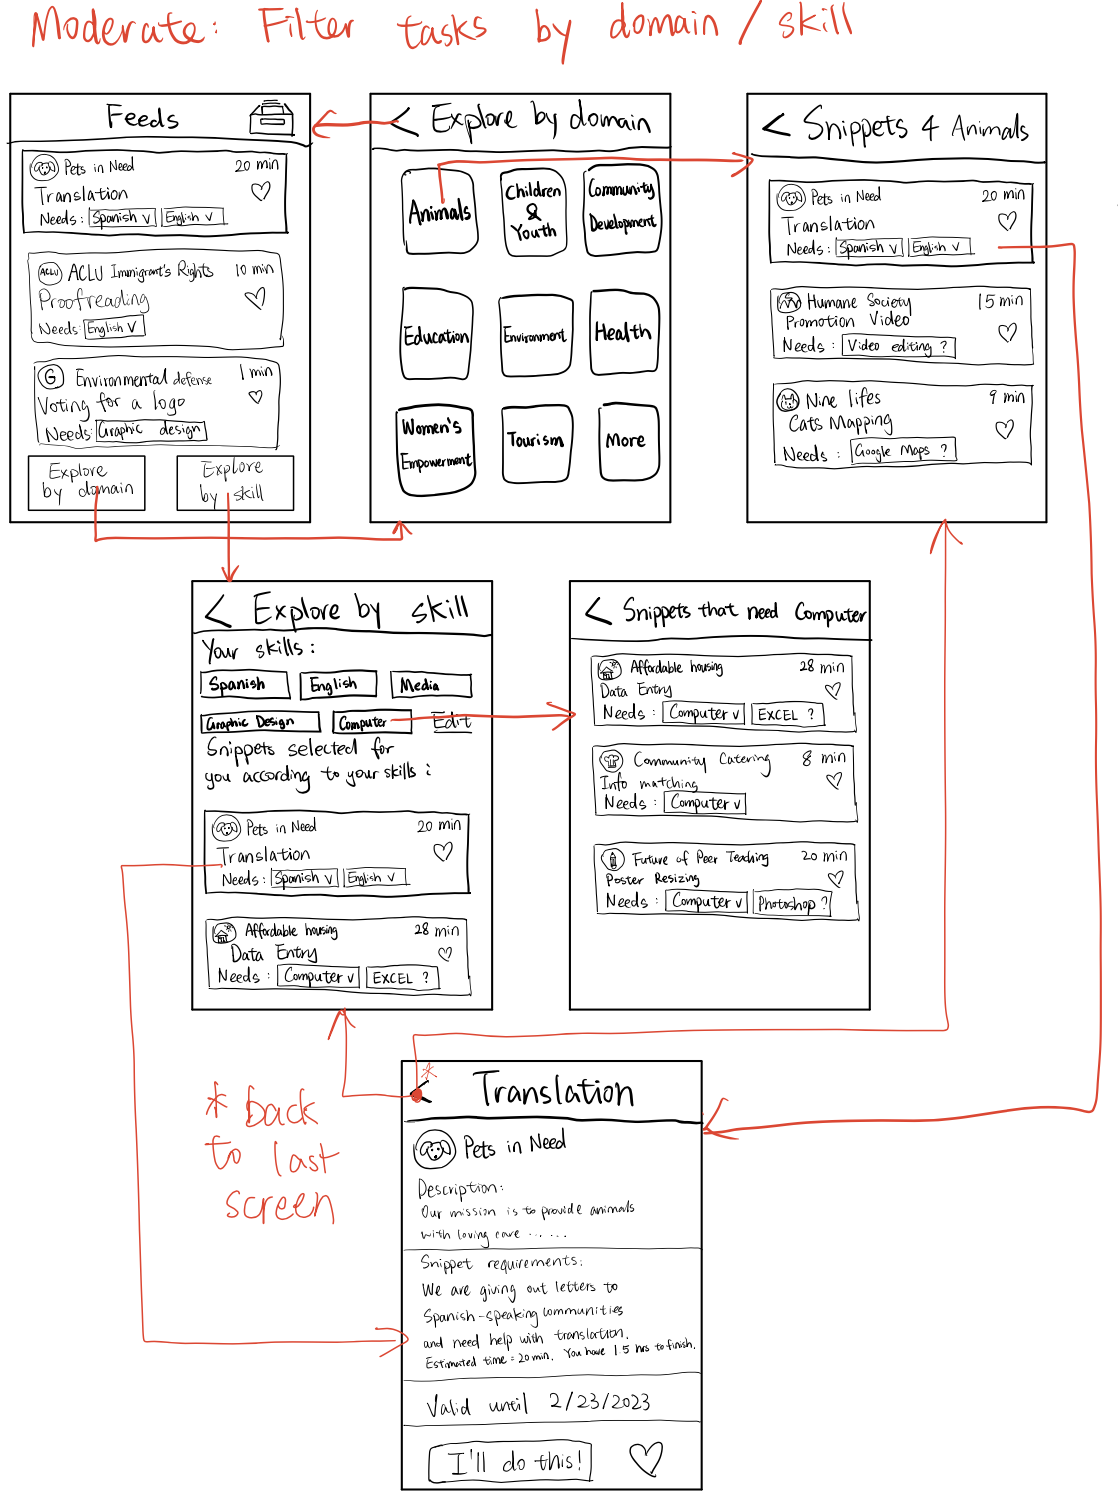 Moderate: Filter tasks by domain / skill
Feeds
Pets in Need 20 min
Translation
Needs: Spanish ∨ English ∨
ACLU ACLU Immigrant's Rights 10 min
Proofreading
Needs: English ∨
G Environmental defense 1 min
Voting for a logo
Needs: Graphic design
Explore
by domain
Explore
by skill
< Explore by domain
Animals
Children
&
Youth
Community
Development
Education
Environment
Health
Women's
Empowerment
Tourism
More
< Snippets 4 Animals
Pets in Need 20 min
Translation
Needs: Spanish ∨ English ∨
Humane Society 15 min
Promotion Video
Needs: Video editing ?
Nine lifes 9 min
Cats Mapping
Needs: Google Maps ?
< Explore by skill
Your skills:
Spanish English Media
Graphic Design Computer Edit
Snippets selected for
you according to your skills:
Pets in Need 20 min
Translation
Needs: Spanish ∨ English ∨
Affordable housing 28 min
Data Entry
Needs: Computer ∨ EXCEL ?
< Snippets that need Computer
Affordable housing 28 min
Data Entry
Needs: Computer ∨ EXCEL ?
Community Catering 8 min
Info matching
Needs: Computer ∨
Future of Peer Teaching 20 min
Poster Resizing
Needs: Computer ∨ Photoshop ?
* back
to last
screen
< * Translation
Pets in Need
Description:
Our mission is to provide animals
with loving care ......
Snippet requirements:
We are giving out letters to
Spanish-speaking communities
and need help with translation.
Estimated time = 20 min. You have 1.5 hrs to finish.
Valid until 2/23/2023
I'll do this!